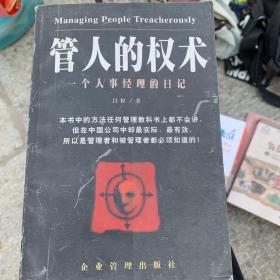 Managing People Treacherously
管人的权术
一个人事经理的日记
吕程/著
本书中的方法任何管理教科书上都不会讲，
但在中国公司中却最实际、最有效，
所以是管理者和被管理者都必须知道的！
企业管理出版社